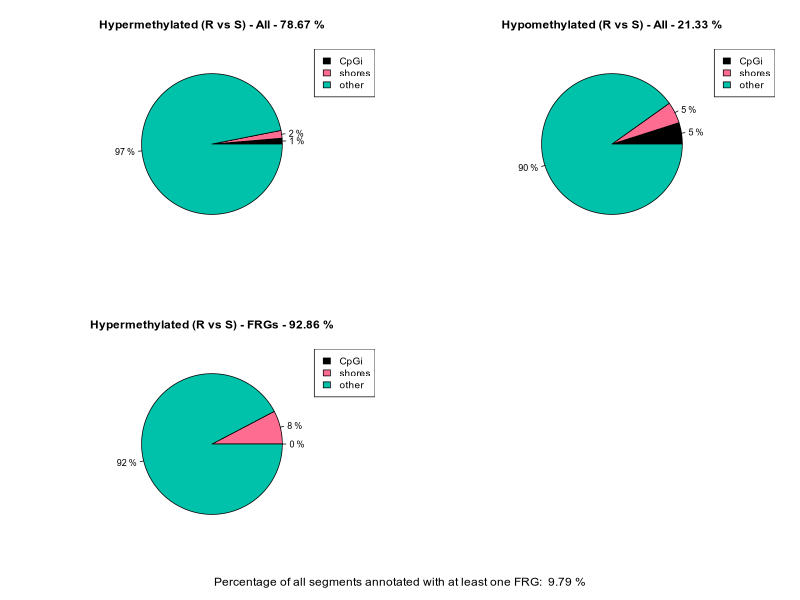 Hypermethylated (R vs S) - All - 78.67 %
CpGi
shores
other
2 %
1 %
97 %
Hypomethylated (R vs S) - All - 21.33 %
CpGi
shores
other
5 %
5 %
90 %
Hypermethylated (R vs S) - FRGs - 92.86 %
CpGi
shores
other
8 %
0 %
92 %
Percentage of all segments annotated with at least one FRG: 9.79 %